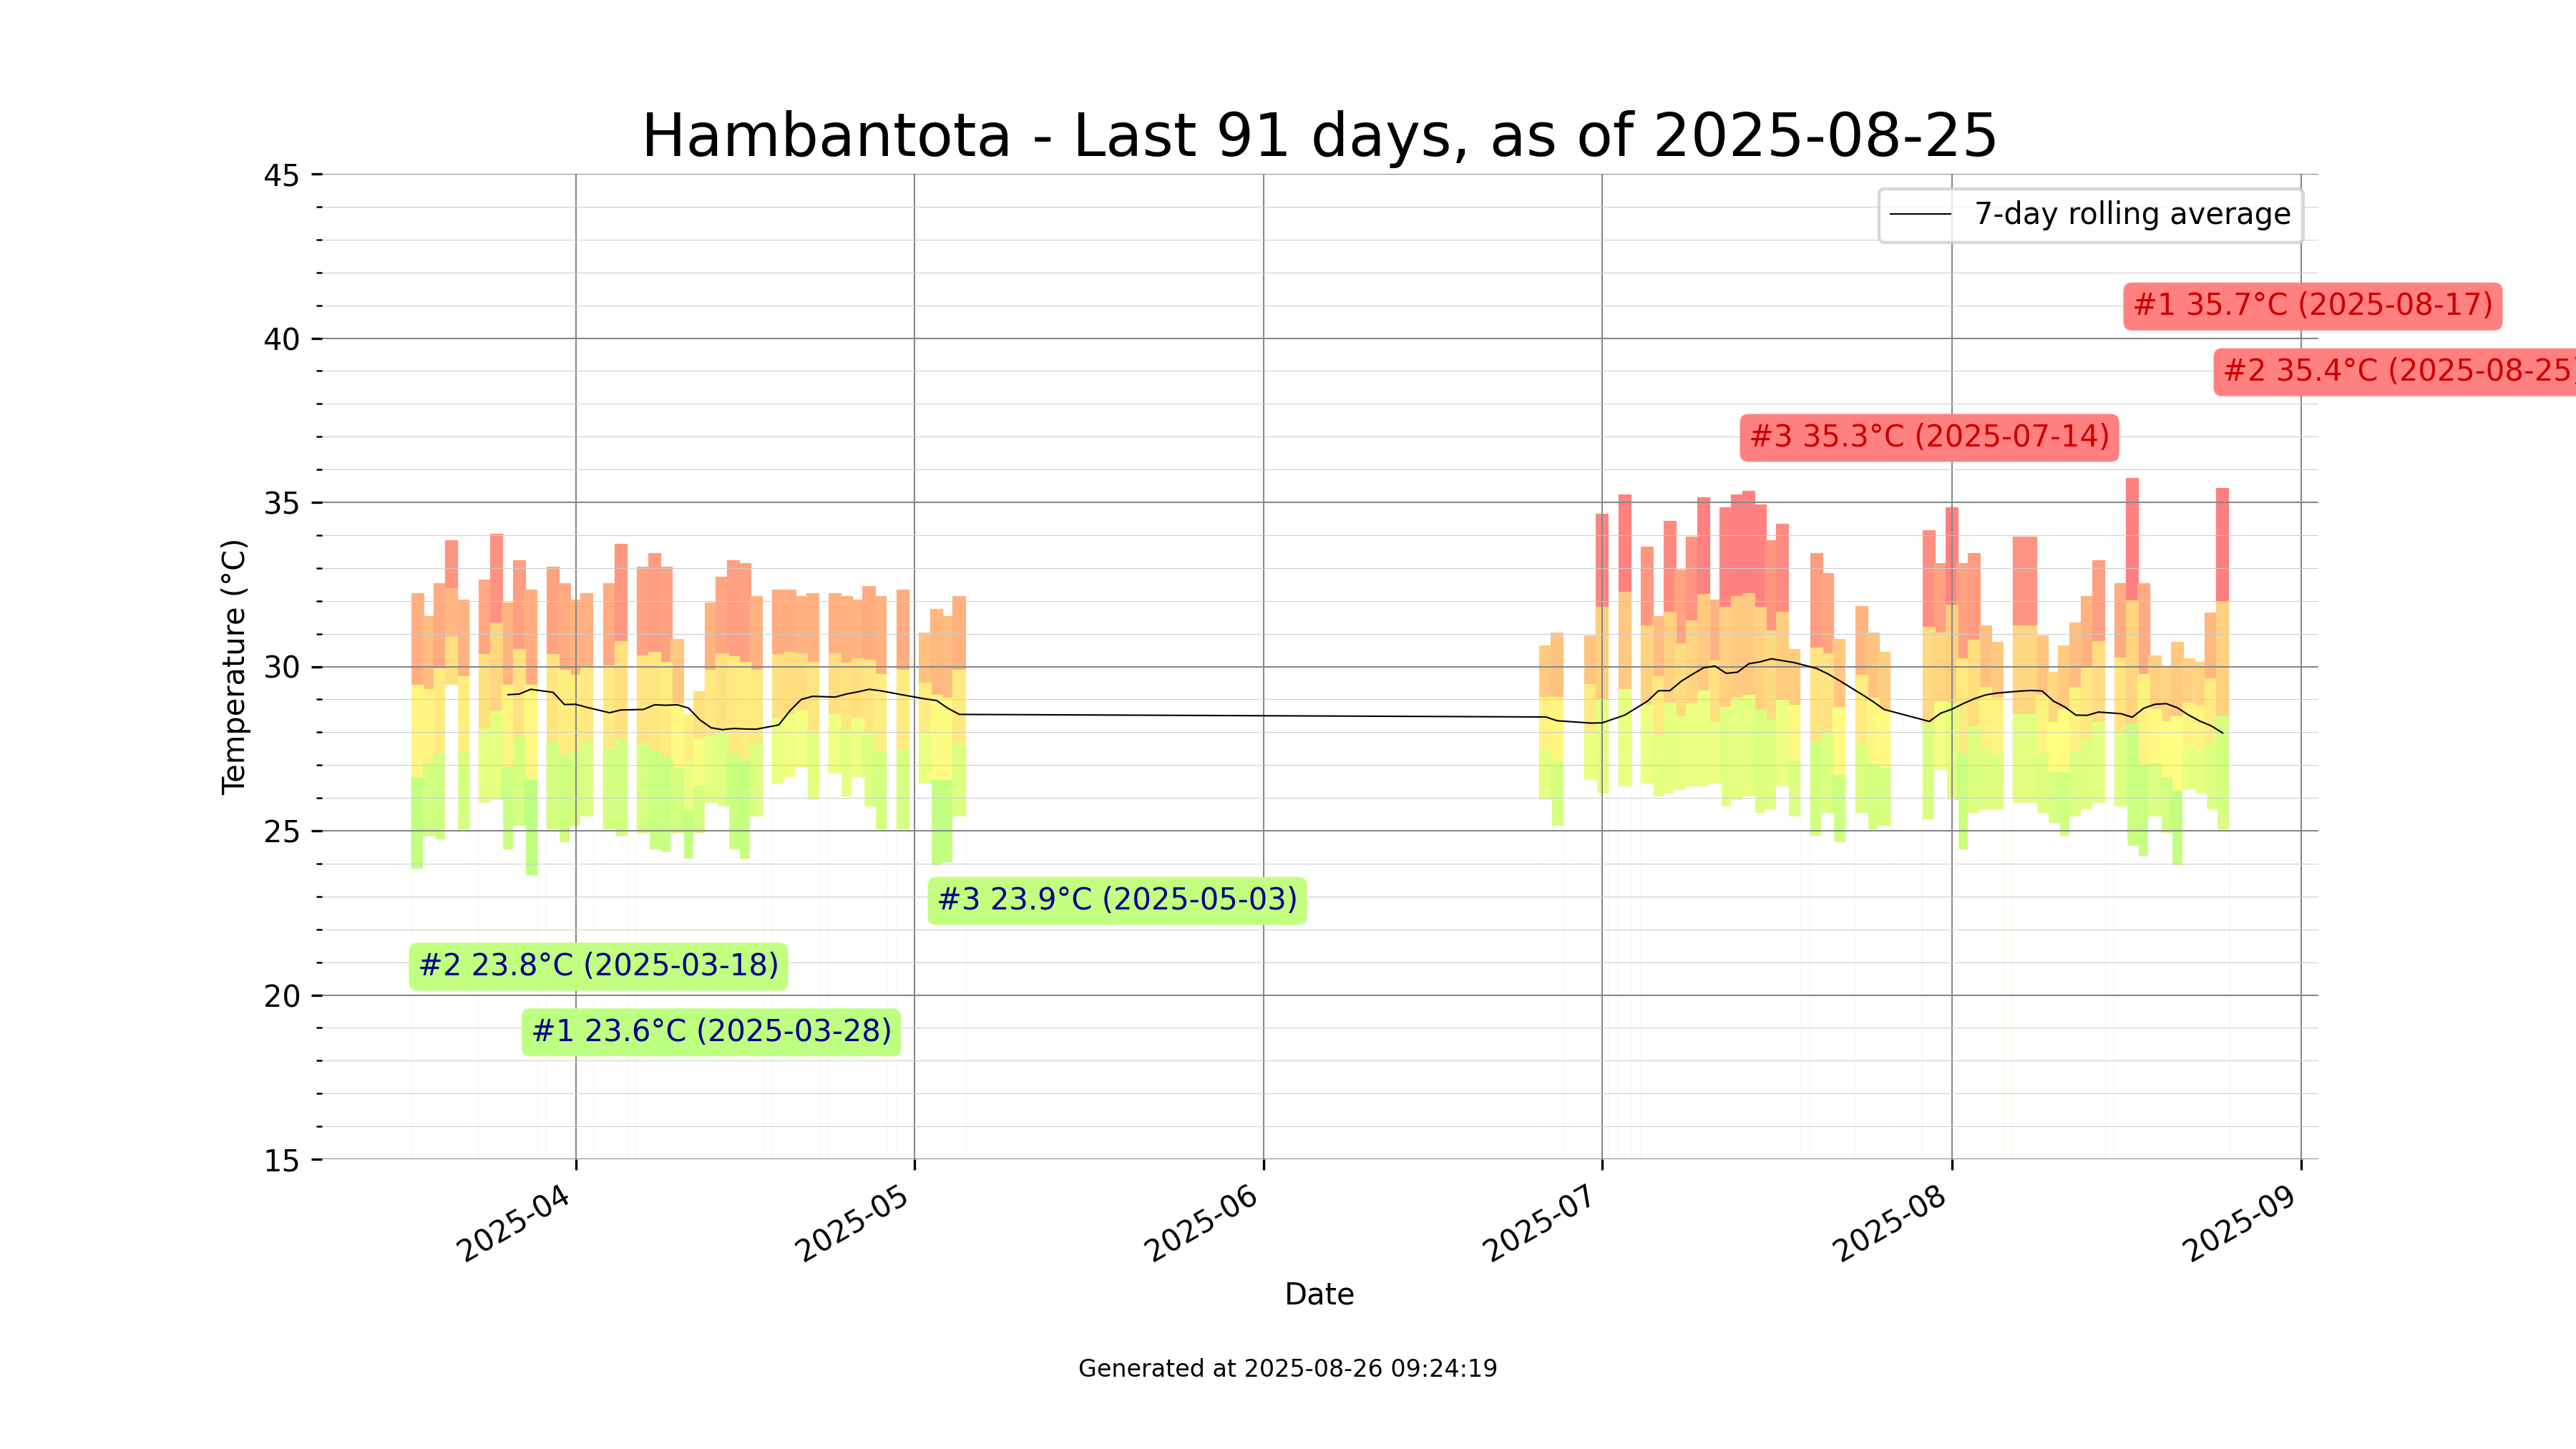 Hambantota - Last 91 days, as of 2025-08-25
45
40
35
30
25
20
15
Temperature (°C)
7-day rolling average
#1 35.7°C (2025-08-17)
#2 35.4°C (2025-08-25)
#3 35.3°C (2025-07-14)
#3 23.9°C (2025-05-03)
#2 23.8°C (2025-03-18)
#1 23.6°C (2025-03-28)
2025-04
2025-05
2025-06
2025-07
2025-08
2025-09
Date
Generated at 2025-08-26 09:24:19